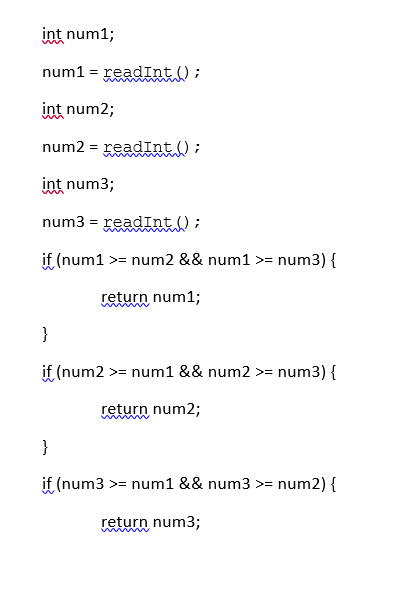 int num1;
num1 = readInt();
int num2;
num2 = readInt();
int num3;
num3 = readInt();
if (num1 >= num2 && num1 >= num3) {
return num1;
}
if (num2 >= num1 && num2 >= num3) {
return num2;
}
if (num3 >= num1 && num3 >= num2) {
return num3;